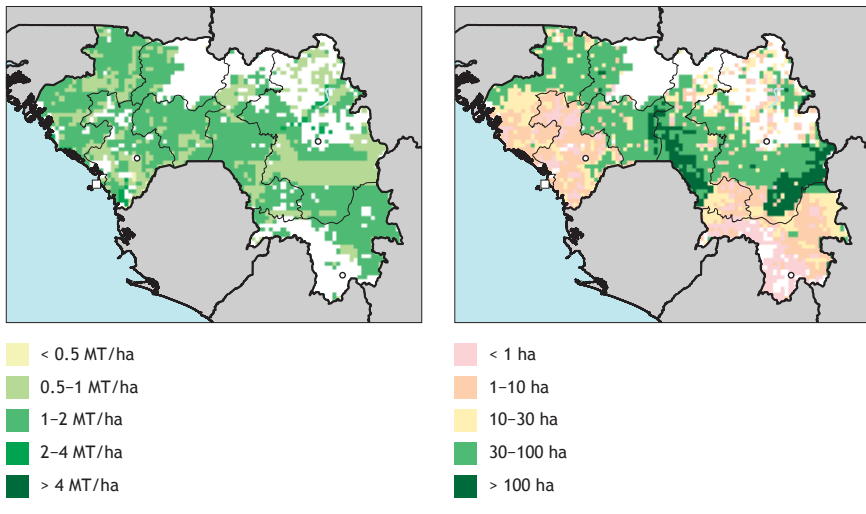 < 0.5 MT/ha
0.5–1 MT/ha
1–2 MT/ha
2–4 MT/ha
> 4 MT/ha
< 1 ha
1–10 ha
10–30 ha
30–100 ha
> 100 ha